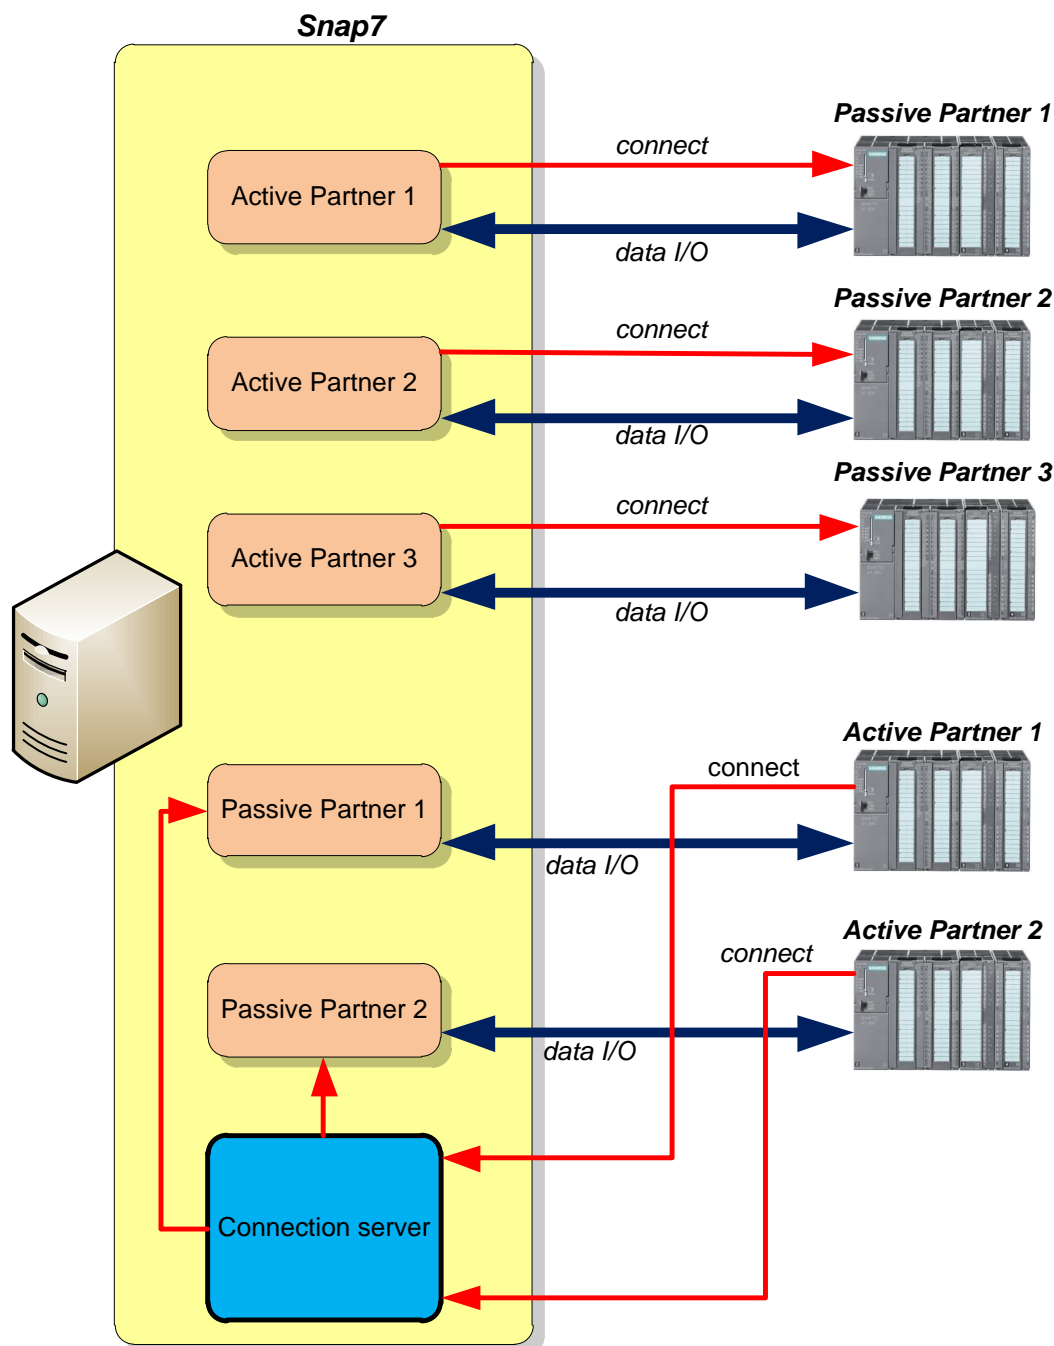 Snap7
Passive Partner 1
connect
Active Partner 1
data I/O
Passive Partner 2
connect
Active Partner 2
data I/O
Passive Partner 3
connect
Active Partner 3
data I/O
Active Partner 1
connect
Passive Partner 1
data I/O
Active Partner 2
connect
Passive Partner 2
data I/O
Connection server